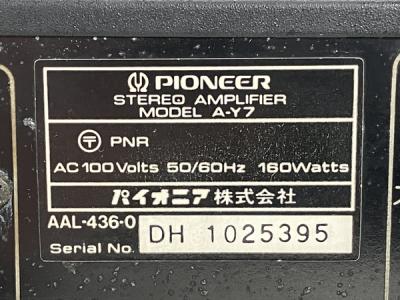 PIONEER
STEREO AMPLIFIER
MODEL A-Y7
〒 PNR
AC 100 Volts 50/60Hz 160Watts
パイオニア株式会社
AAL-436-0
Serial No. DH 1025395